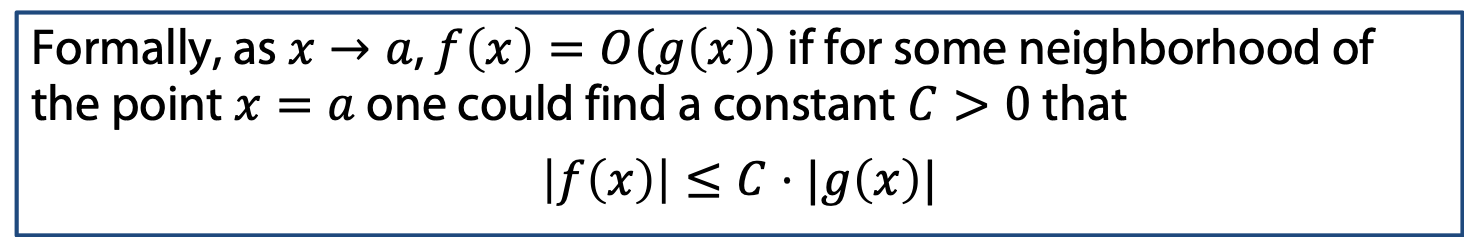 Formally, as x → a, f(x) = O(g(x)) if for some neighborhood of
the point x = a one could find a constant C > 0 that
|f(x)| ≤ C · |g(x)|